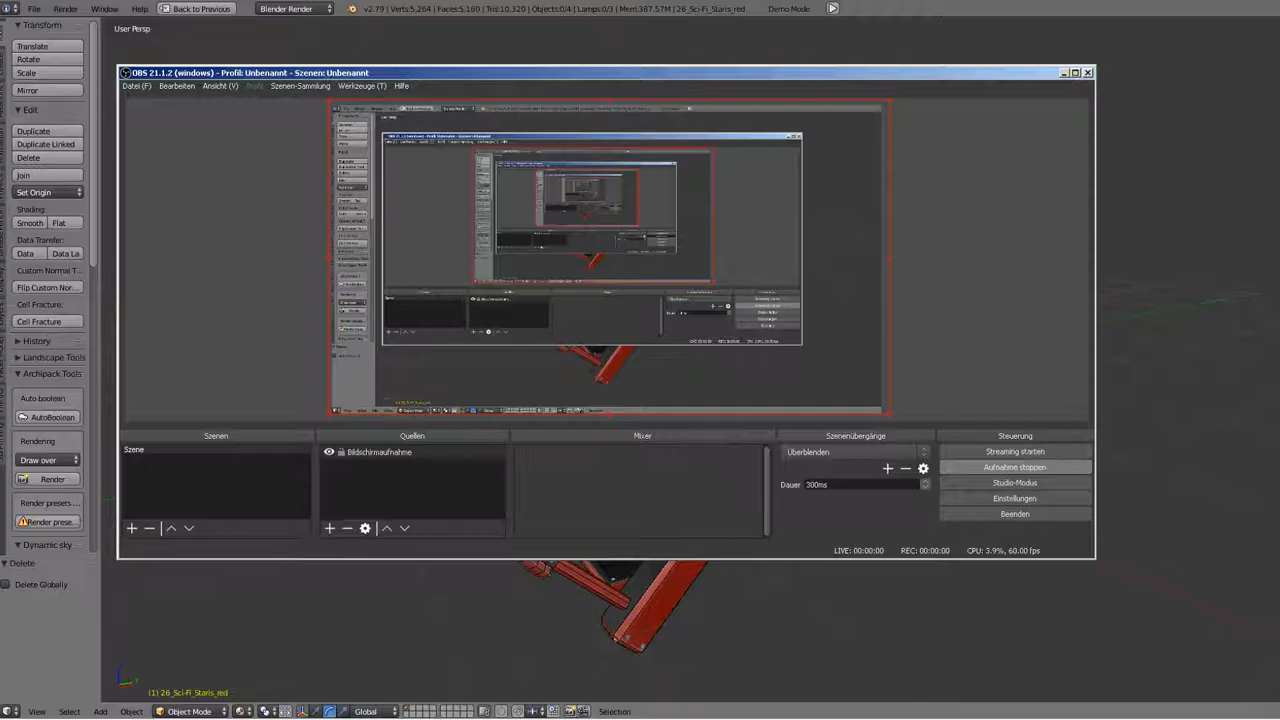 File Render Window Help Back to Previous Blender Render v2.79 | Verts:5,264 | Faces:5,160 | Tris:10,320 | Objects:0/4 | Lamps:0/3 | Mem:387.57M | 26_Sci-Fi_Staris_red Demo Mode
Transform
Translate
Rotate
Scale
Mirror
Edit
Duplicate
Duplicate Linked
Delete
Join
Set Origin
Shading:
Smooth Flat
Data Transfer:
Data Data La
Custom Normal T...
Flip Custom Nor...
Cell Fracture:
Cell Fracture
History
Landscape Tools
Archipack Tools
Auto boolean
AutoBoolean
Rendering
Draw over
Render
Render presets...
Render prese...
Dynamic sky
Delete
Delete Globally
User Persp
OBS 21.1.2 (windows) - Profil: Unbenannt - Szenen: Unbenannt
Datei (F) Bearbeiten Ansicht (V) Profil Szenen-Sammlung Werkzeuge (T) Hilfe
Szenen Quellen Mixer Szenenübergänge Steuerung
Szene
Bildschirmaufnahme
Überblenden
Dauer 300ms
Streaming starten
Aufnahme stoppen
Studio-Modus
Einstellungen
Beenden
LIVE: 00:00:00 REC: 00:00:00 CPU: 3.9%, 60.00 fps
(1) 26_Sci-Fi_Staris_red
View Select Add Object Object Mode Global Selection